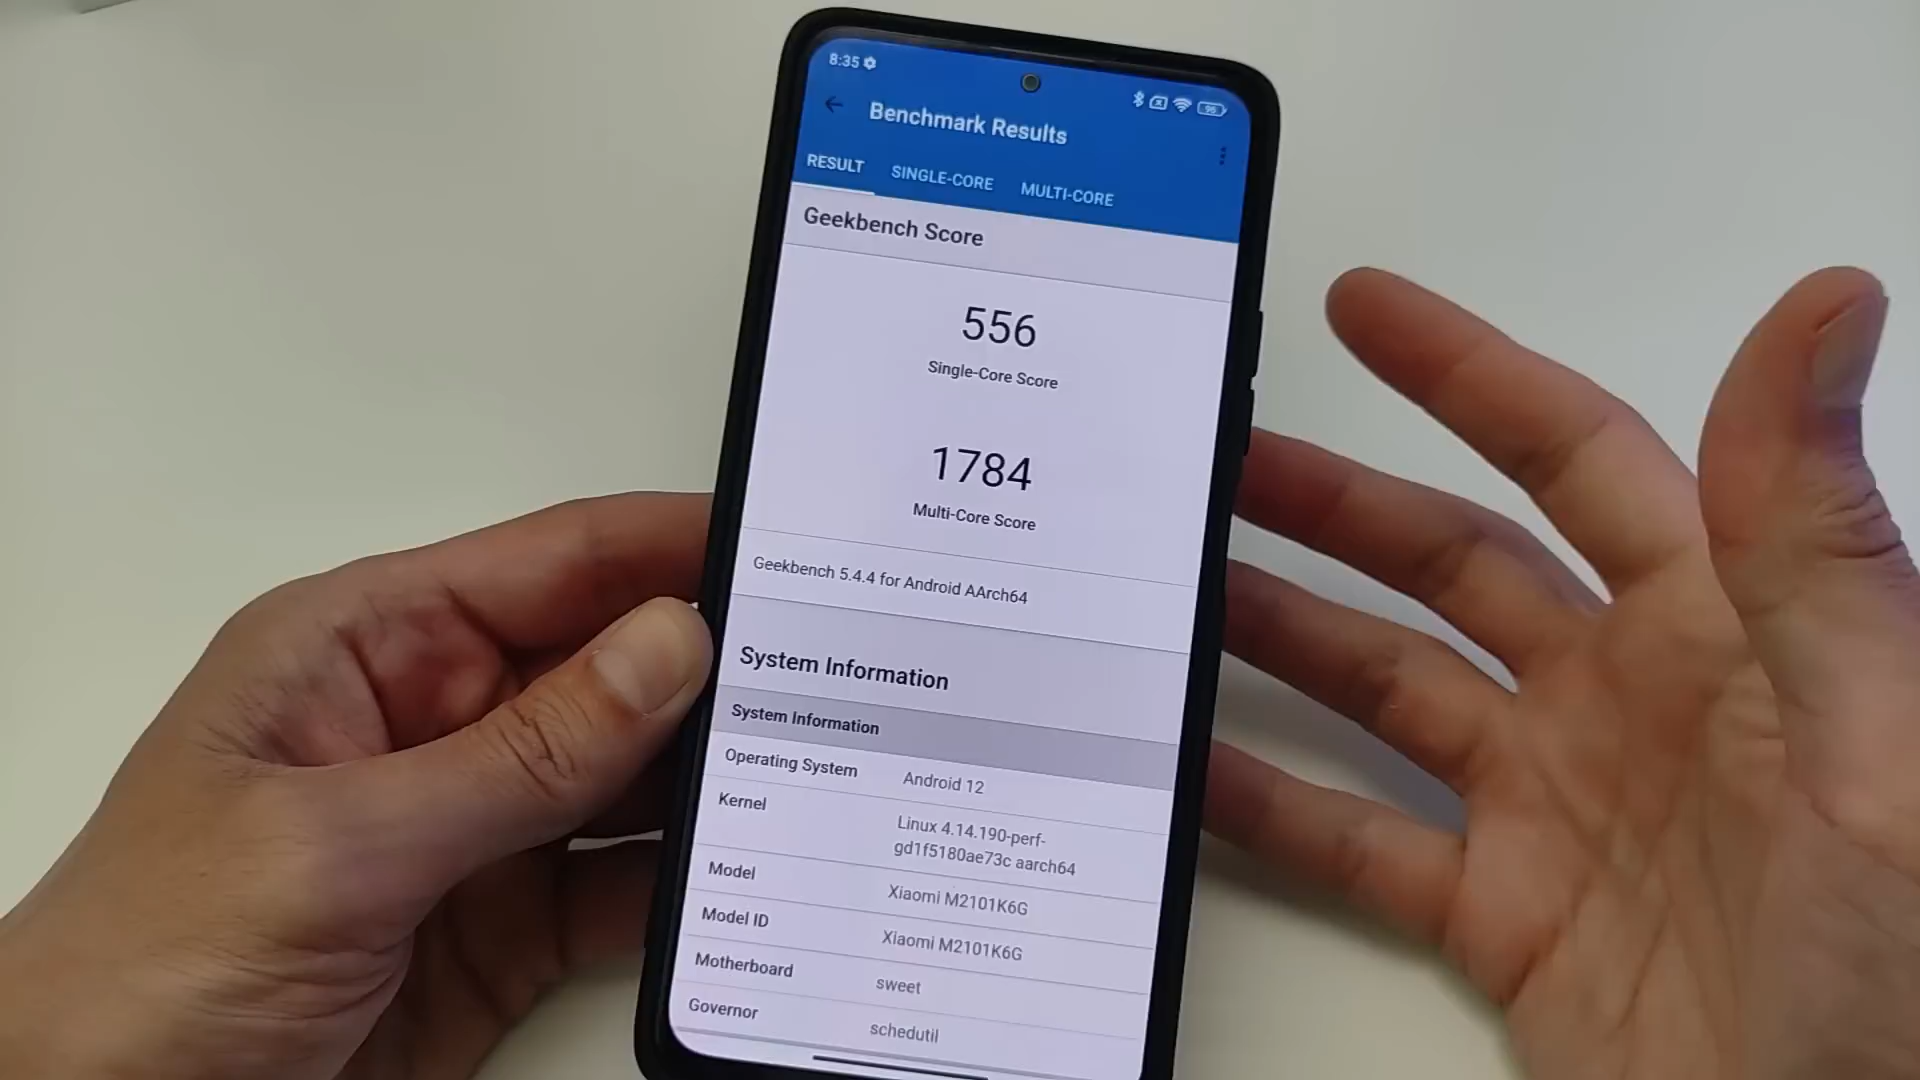 8:35
96
Benchmark Results
RESULT SINGLE-CORE MULTI-CORE
Geekbench Score
556
Single-Core Score
1784
Multi-Core Score
Geekbench 5.4.4 for Android AArch64
System Information
System Information
Operating System Android 12
Kernel Linux 4.14.190-perf-
gd1f5180ae73c aarch64
Model Xiaomi M2101K6G
Model ID Xiaomi M2101K6G
Motherboard sweet
Governor schedutil